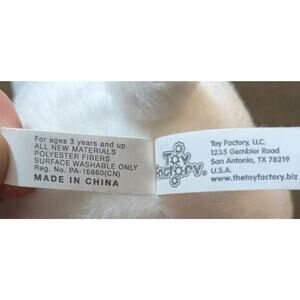 For ages 3 years and up
ALL NEW MATERIALS
POLYESTER FIBERS
SURFACE WASHABLE ONLY
Reg. No. PA-16860(CN)
MADE IN CHINA
Toy
Factory®
Toy Factory, LLC.
1235 Gembler Road
San Antonio, TX 78219
U.S.A.
www.thetoyfactory.biz